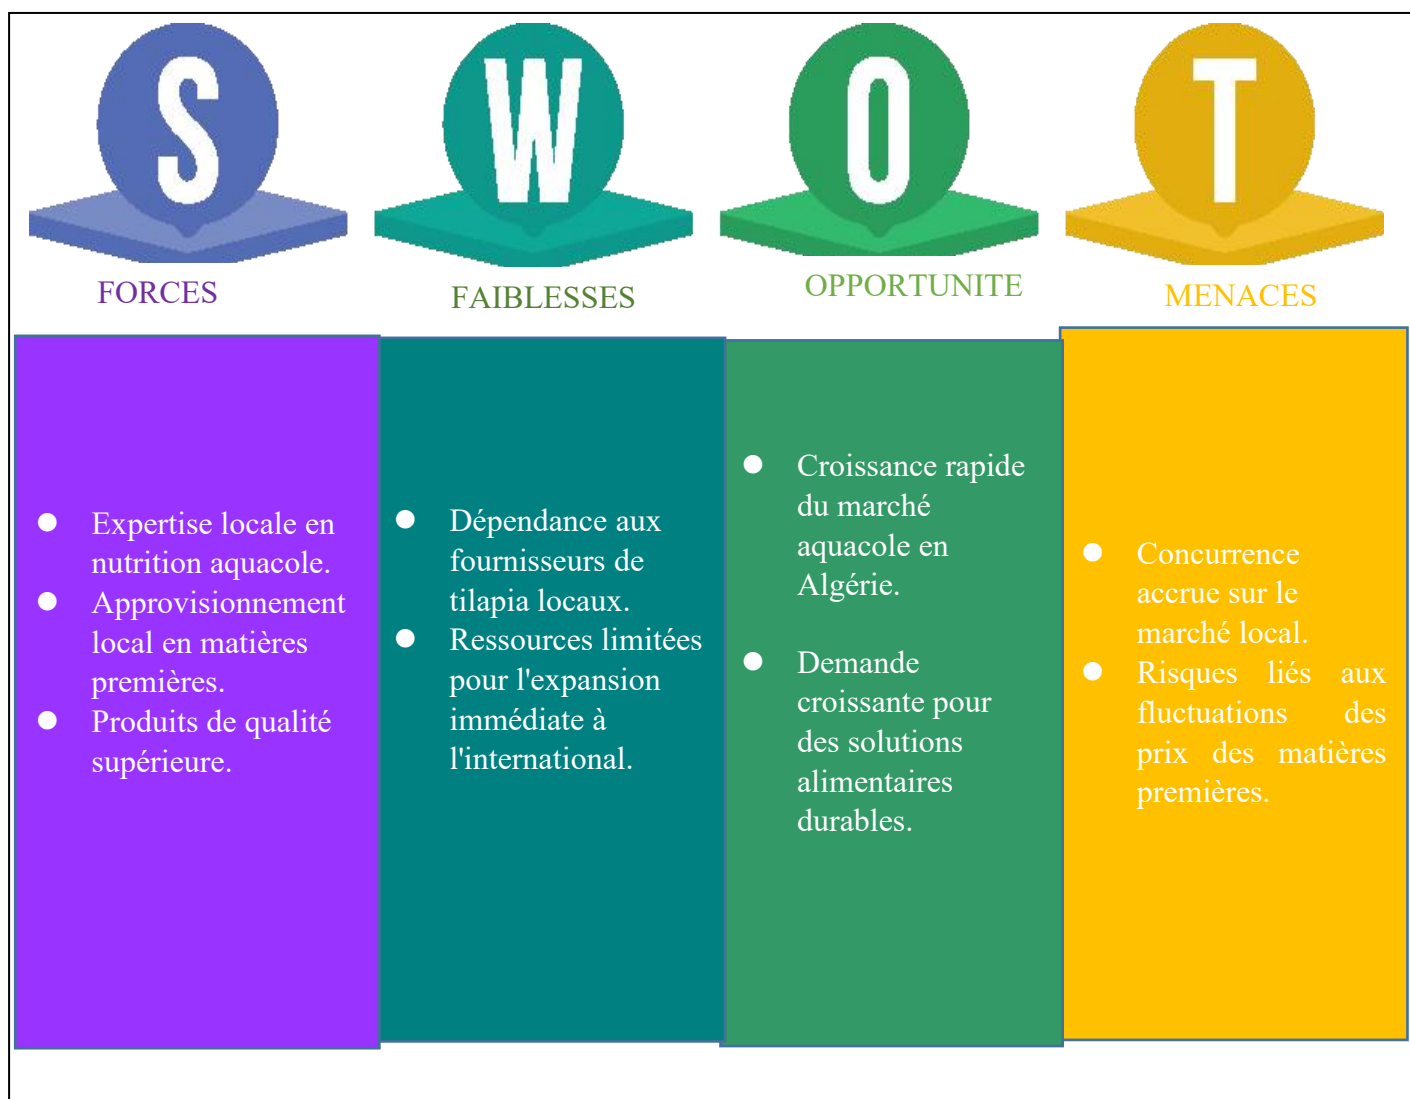 S
W
O
T
FORCES
FAIBLESSES
OPPORTUNITE
MENACES
● Expertise locale en
nutrition aquacole.
● Approvisionnement
local en matières
premières.
● Produits de qualité
supérieure.
● Dépendance aux
fournisseurs de
tilapia locaux.
● Ressources limitées
pour l'expansion
immédiate à
l'international.
● Croissance rapide
du marché
aquacole en
Algérie.
● Demande
croissante pour
des solutions
alimentaires
durables.
● Concurrence
accrue sur le
marché local.
● Risques liés aux
fluctuations des
prix des matières
premières.